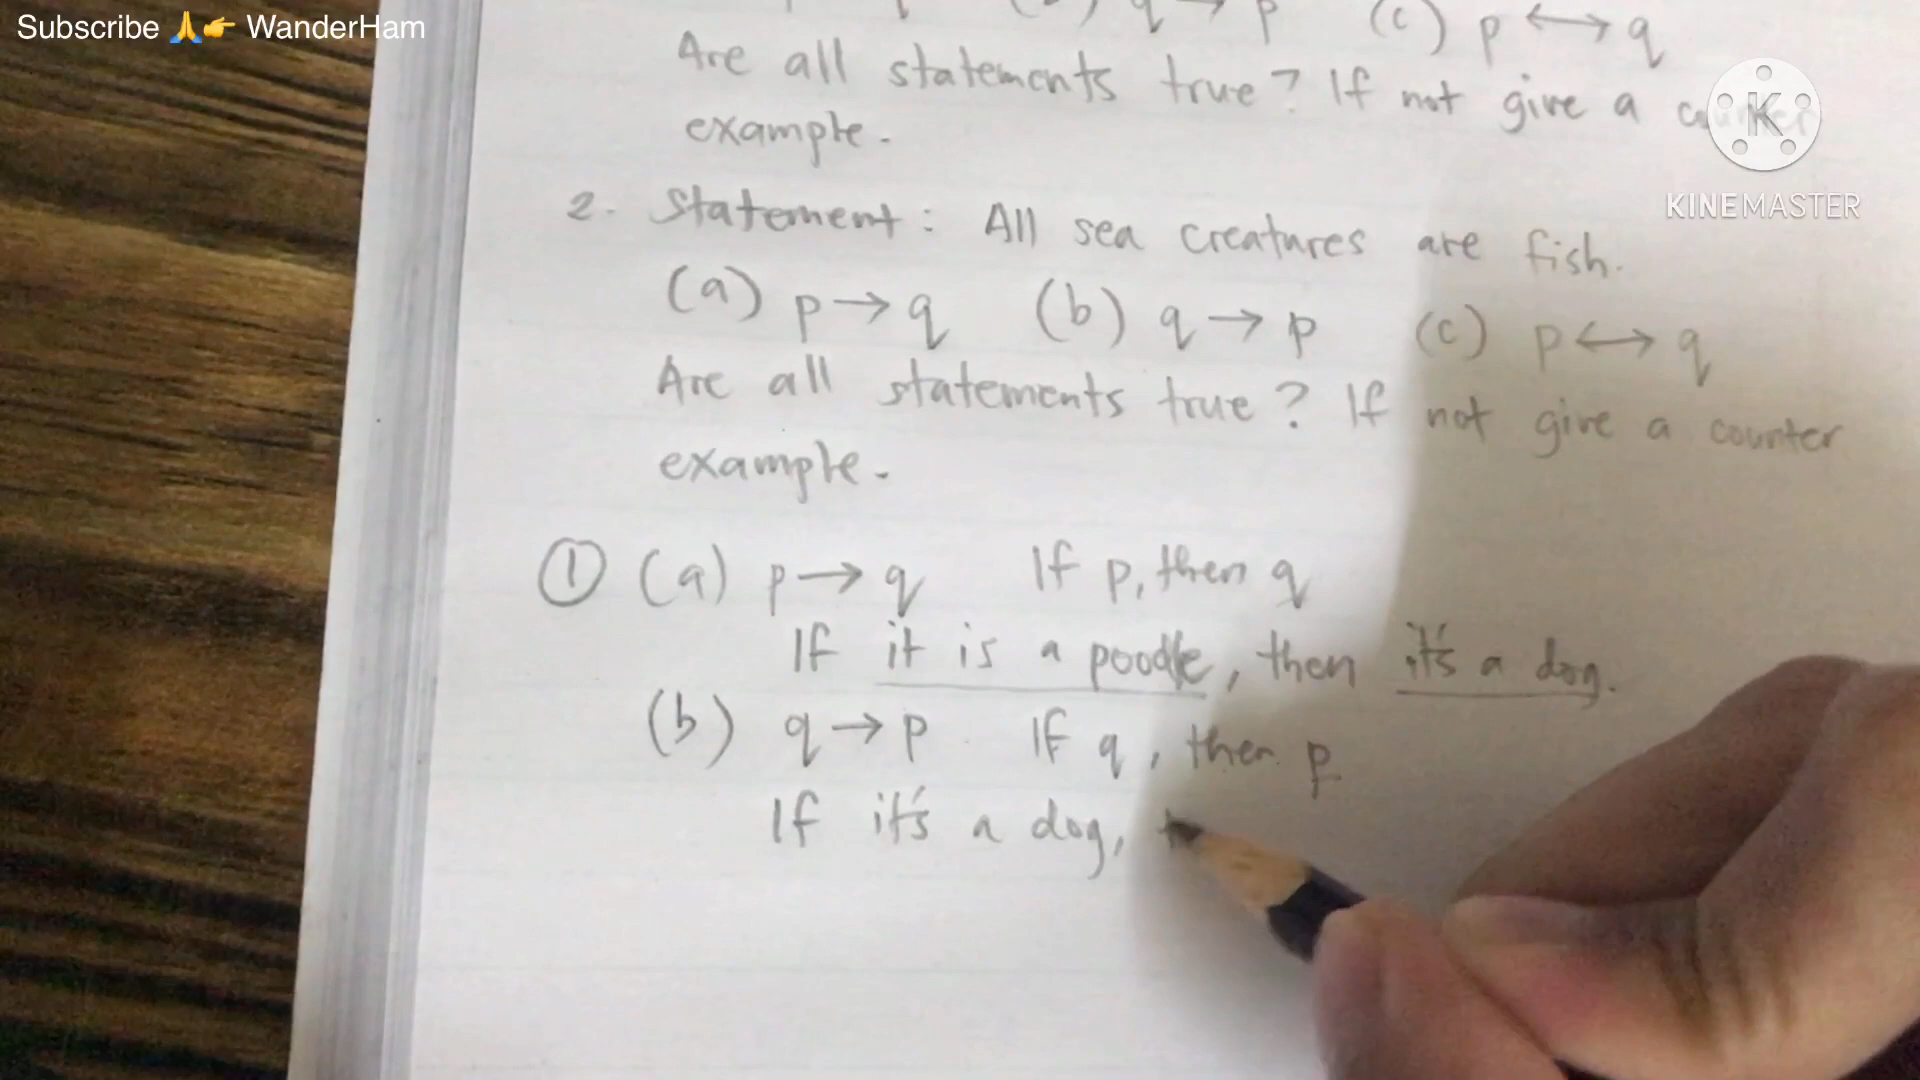 Subscribe 🙏👉 WanderHam
(b) q → p (c) p ↔ q
Are all statements true? If not give a counter
example.
KINEMASTER
2. Statement: All sea creatures are fish.
(a) p → q (b) q → p (c) p ↔ q
Are all statements true? If not give a counter
example.
① (a) p → q If p, then q
If it is a poodle, then it's a dog.
(b) q → p If q, then p
If it's a dog, t